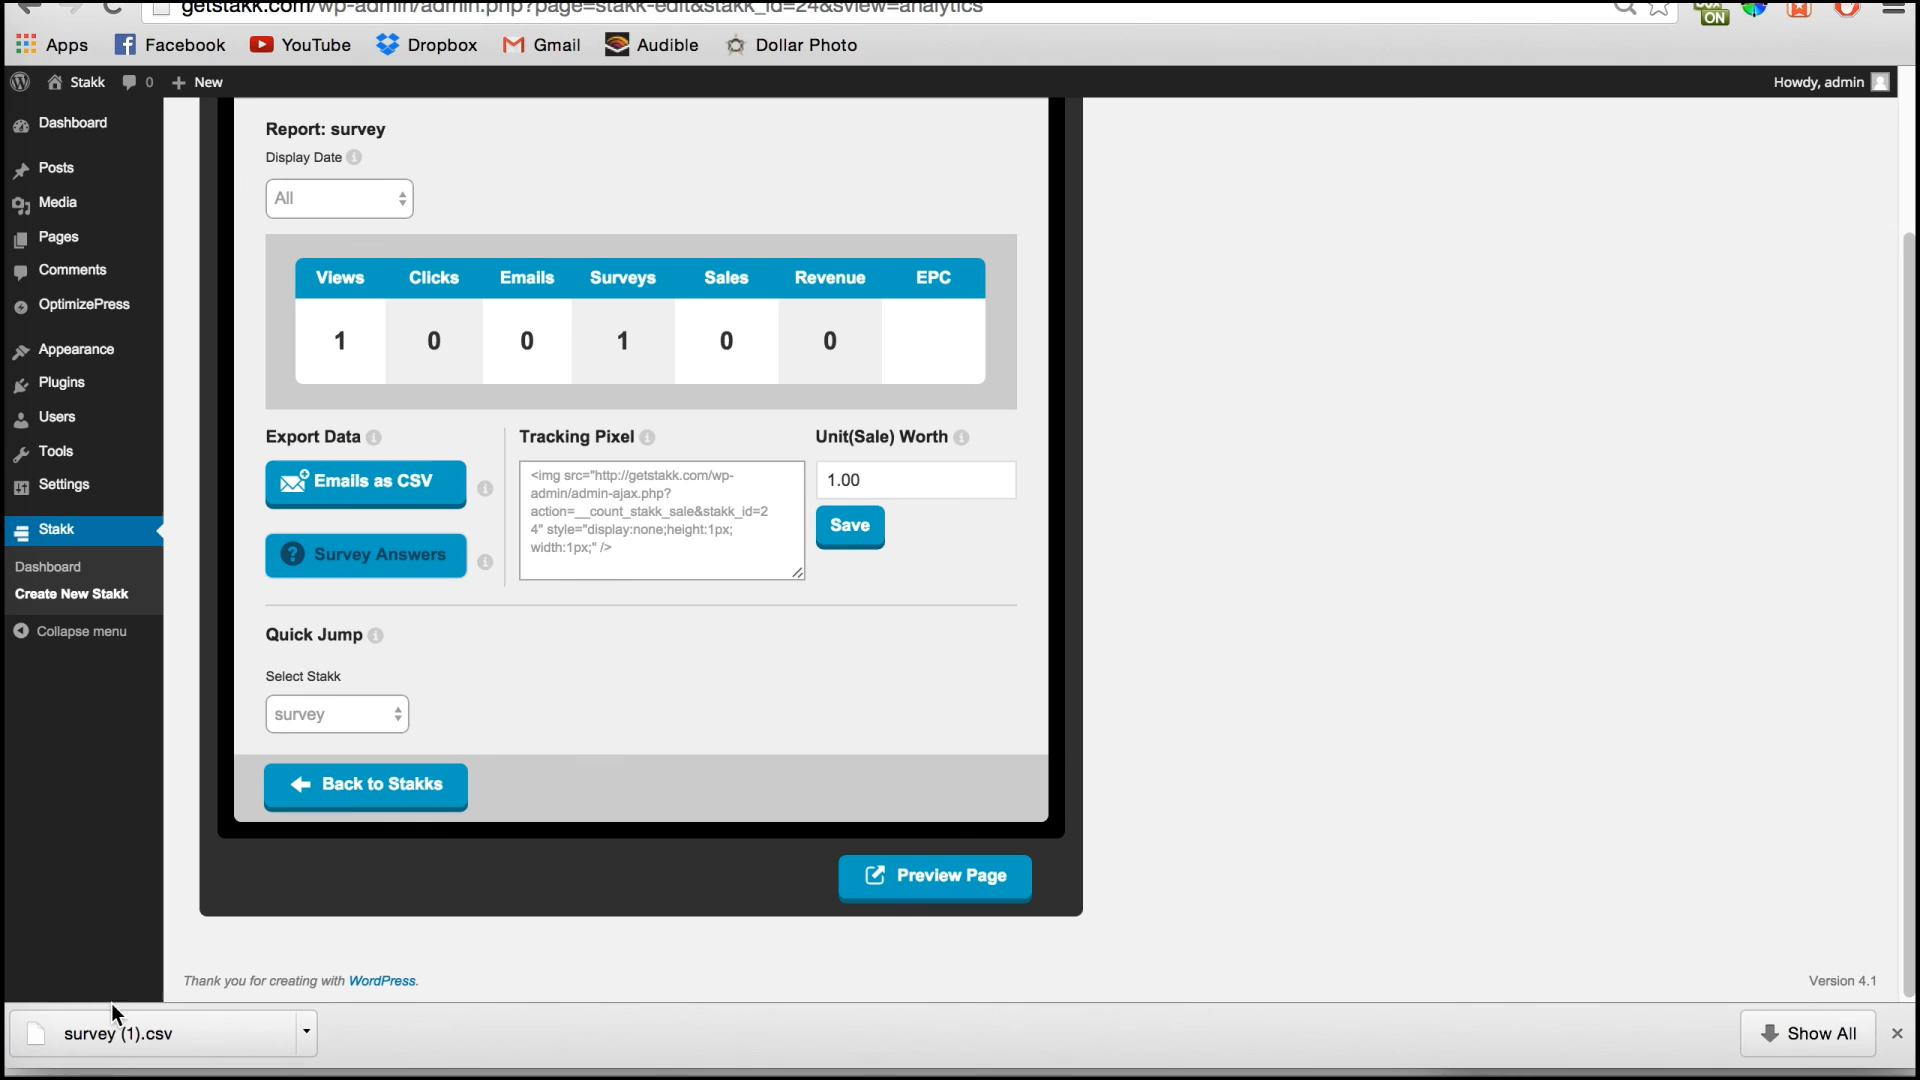 getstakk.com/wp-admin/admin.php?page=stakk-edit&stakk_id=24&sview=analytics
ON
Apps
Facebook
YouTube
Dropbox
Gmail
Audible
Dollar Photo
Stakk
0
New
Howdy, admin
Dashboard
Posts
Media
Pages
Comments
OptimizePress
Appearance
Plugins
Users
Tools
Settings
Stakk
Dashboard
Create New Stakk
Collapse menu
Report: survey
Display Date
All
Views Clicks Emails Surveys Sales Revenue EPC
1 0 0 1 0 0
Export Data
Emails as CSV
Survey Answers
Tracking Pixel
<img src="http://getstakk.com/wp-
admin/admin-ajax.php?
action=__count_stakk_sale&stakk_id=2
4" style="display:none;height:1px;
width:1px;" />
Unit(Sale) Worth
1.00
Save
Quick Jump
Select Stakk
survey
Back to Stakks
Preview Page
Thank you for creating with WordPress.
Version 4.1
survey (1).csv
Show All